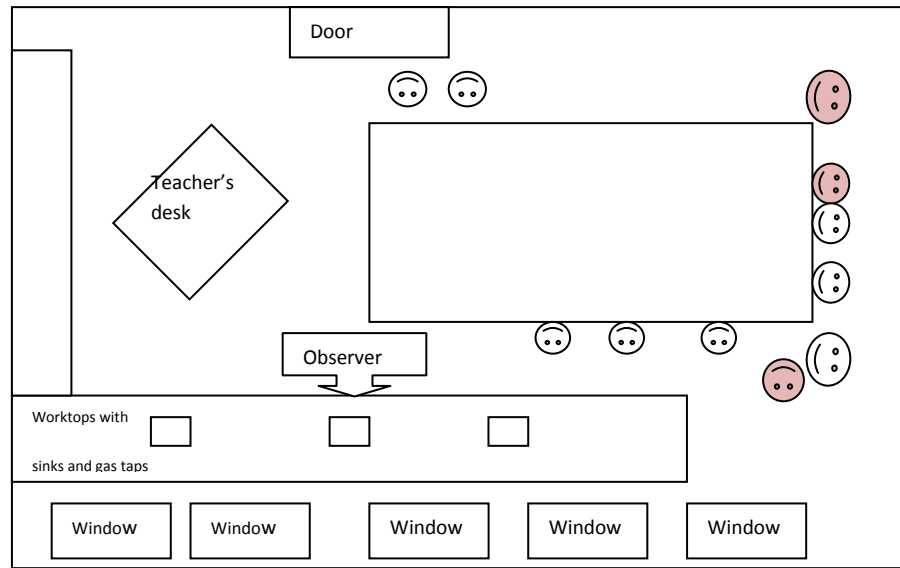 Door
Teacher's
desk
Observer
Worktops with
sinks and gas taps
Window
Window
Window
Window
Window